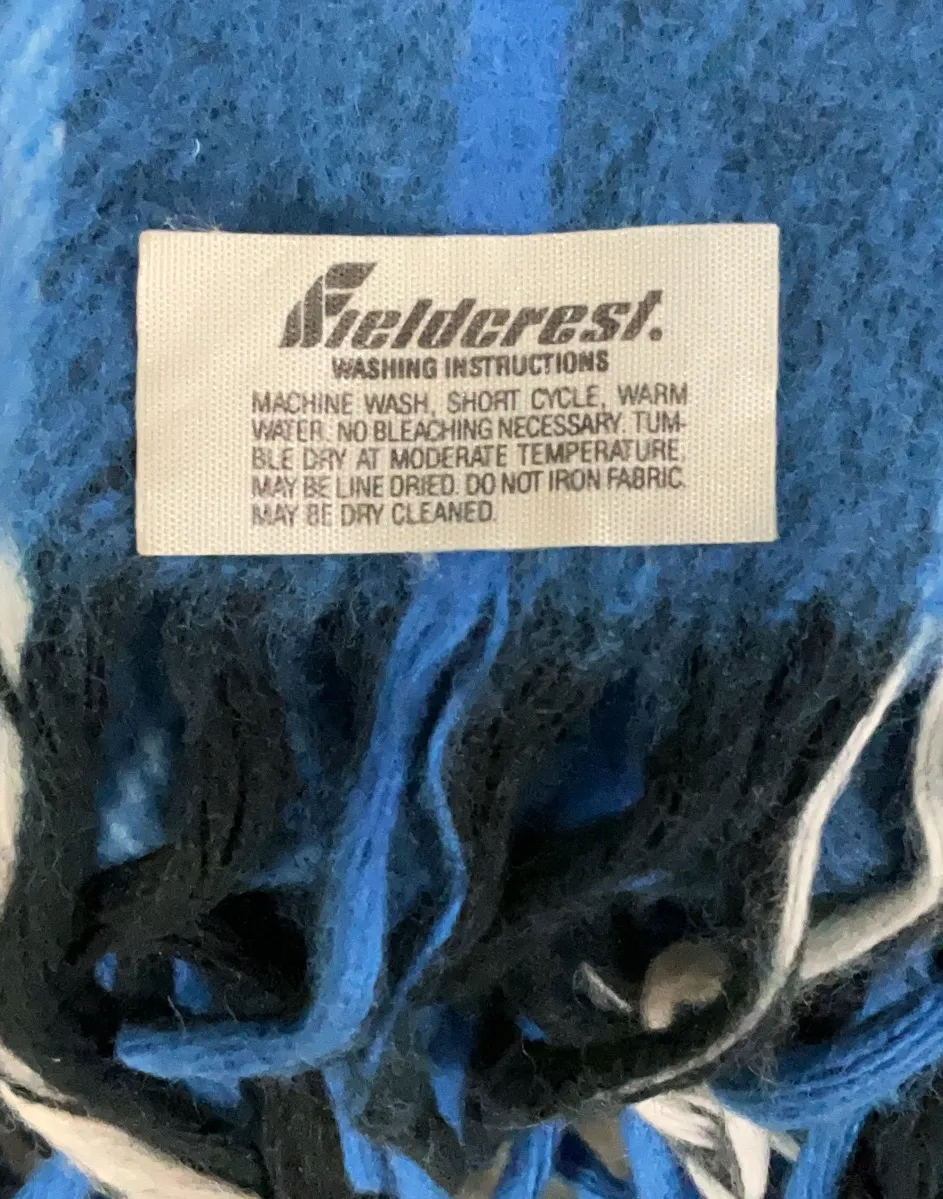 Fieldcrest.
WASHING INSTRUCTIONS
MACHINE WASH, SHORT CYCLE, WARM
WATER. NO BLEACHING NECESSARY. TUM-
BLE DRY AT MODERATE TEMPERATURE,
MAY BE LINE DRIED. DO NOT IRON FABRIC.
MAY BE DRY CLEANED.